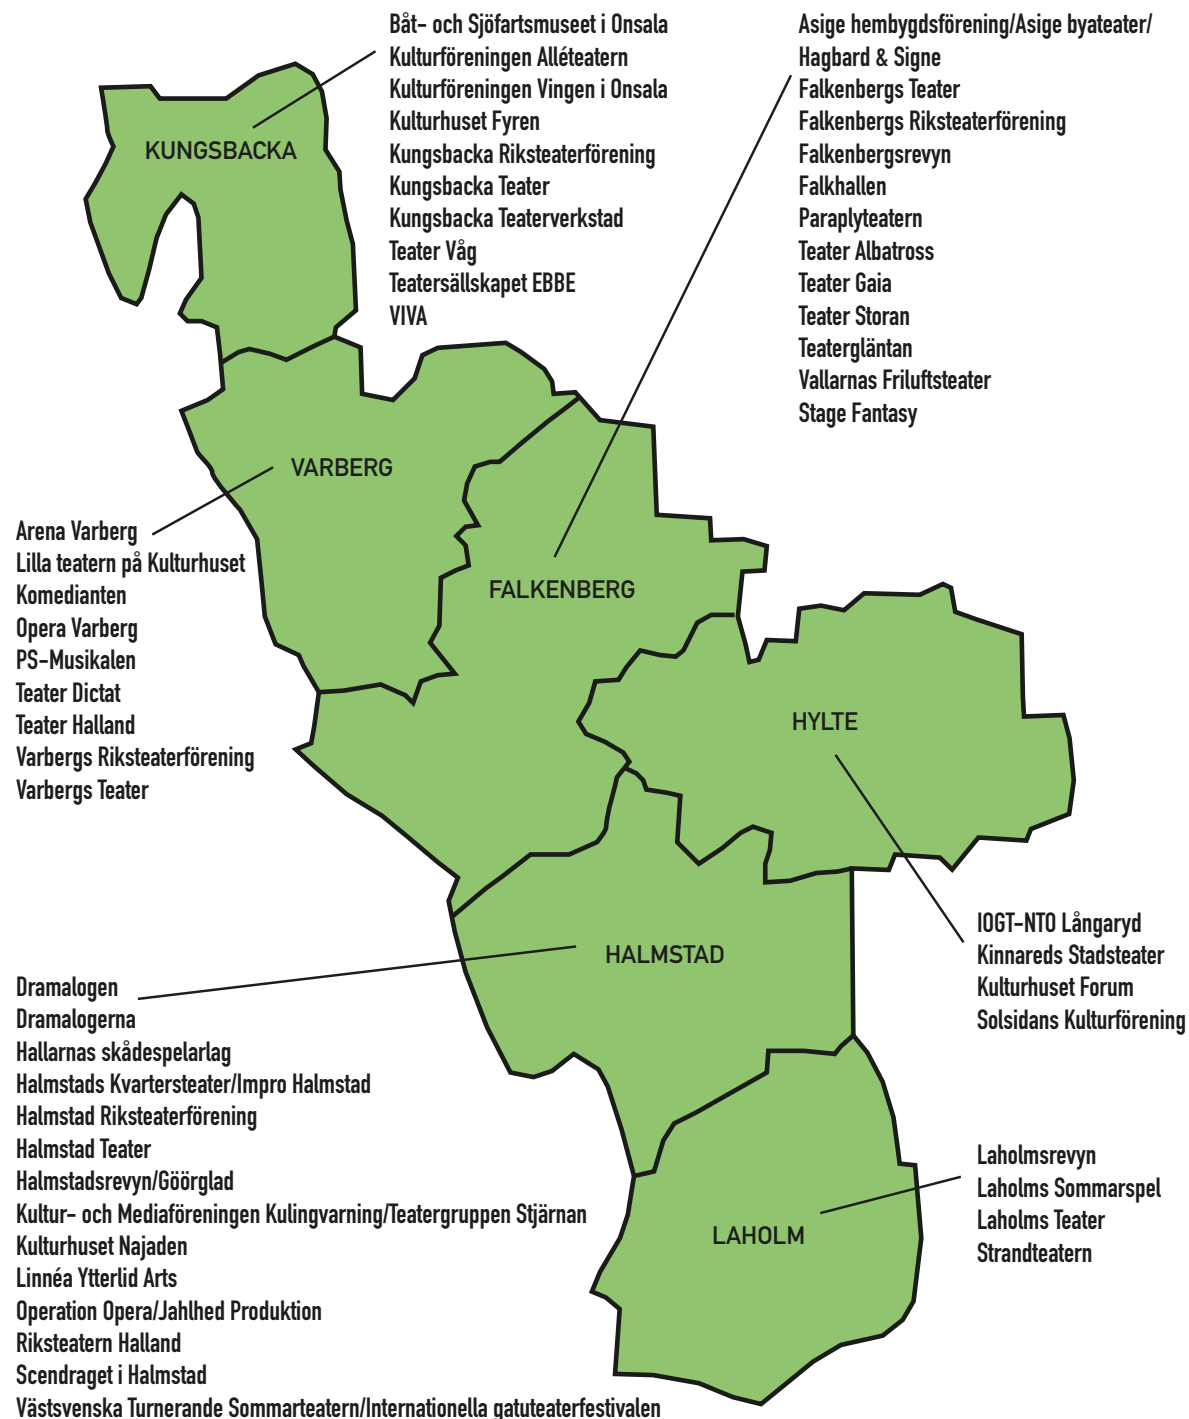 Båt- och Sjöfartsmuseet i Onsala
Kulturföreningen Alléteatern
Kulturföreningen Vingen i Onsala
Kulturhuset Fyren
Kungsbacka Riksteaterförening
Kungsbacka Teater
Kungsbacka Teaterverkstad
Teater Våg
Teatersällskapet EBBE
VIVA
Asige hembygdsförening/Asige byateater/
Hagbard & Signe
Falkenbergs Teater
Falkenbergs Riksteaterförening
Falkenbergsrevyn
Falkhallen
Paraplyteatern
Teater Albatross
Teater Gaia
Teater Storan
Teatergläntan
Vallarnas Friluftsteater
Stage Fantasy
KUNGSBACKA
VARBERG
Arena Varberg
Lilla teatern på Kulturhuset
Komedianten
Opera Varberg
PS-Musikalen
Teater Dictat
Teater Halland
Varbergs Riksteaterförening
Varbergs Teater
FALKENBERG
HYLTE
IOGT-NTO Långaryd
Kinnareds Stadsteater
Kulturhuset Forum
Solsidans Kulturförening
HALMSTAD
Dramalogen
Dramalogerna
Hallarnas skådespelarlag
Halmstads Kvartersteater/Impro Halmstad
Halmstad Riksteaterförening
Halmstad Teater
Halmstadsrevyn/Göörglad
Kultur- och Mediaföreningen Kulingvarning/Teatergruppen Stjärnan
Kulturhuset Najaden
Linnéa Ytterlid Arts
Operation Opera/Jahlhed Produktion
Riksteatern Halland
Scendraget i Halmstad
Västsvenska Turnerande Sommarteatern/Internationella gatuteaterfestivalen
LAHOLM
Laholmsrevyn
Laholms Sommarspel
Laholms Teater
Strandteatern